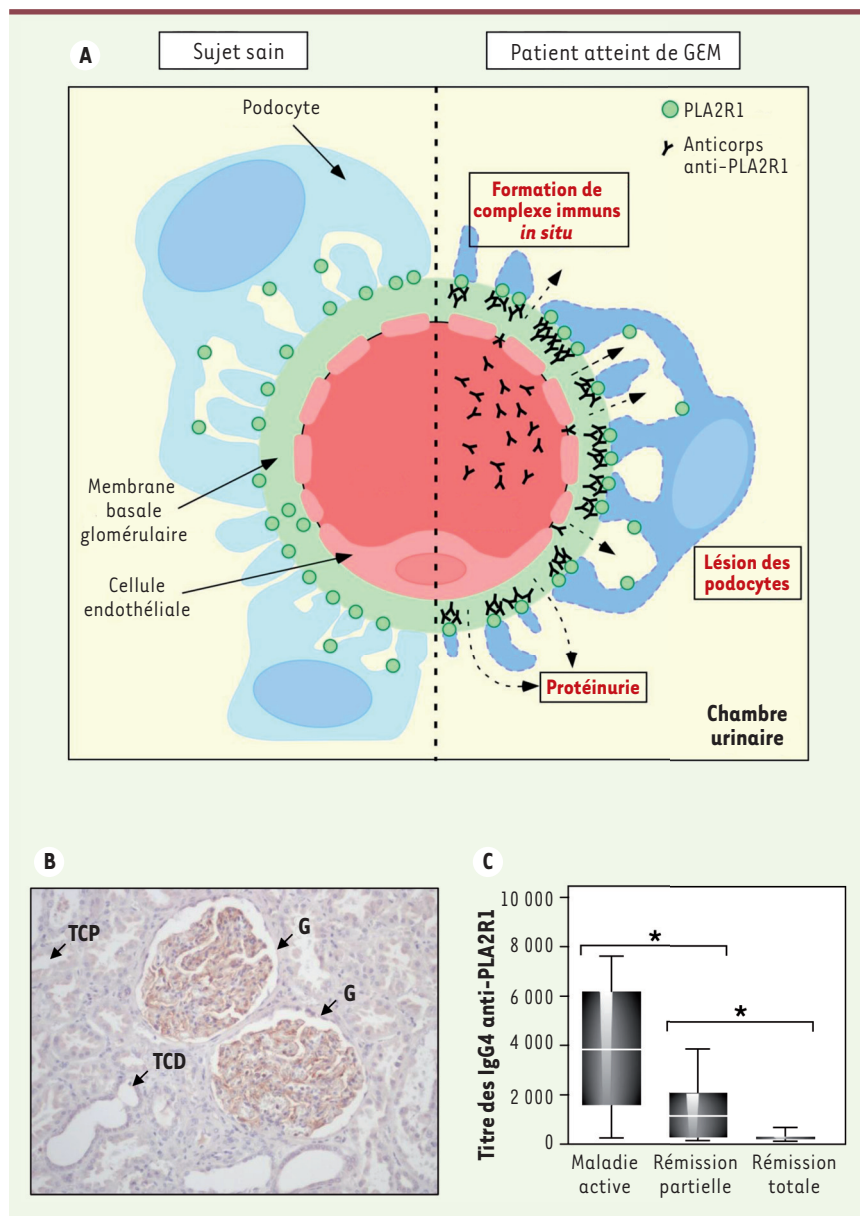 A
Sujet sain
Patient atteint de GEM
Podocyte
PLA2R1
Anticorps
anti-PLA2R1
Formation de
complexe immuns
in situ
Membrane
basale
glomérulaire
Cellule
endothéliale
Lésion des
podocytes
Protéinurie
Chambre
urinaire
B
TCP
G
G
TCD
C
Titre des IgG4 anti-PLA2R1
10 000
8 000
6 000
4 000
2 000
0
*
*
Maladie
active
Rémission
partielle
Rémission
totale